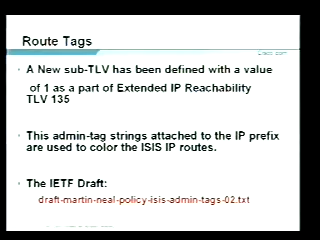 Route Tags
Cisco.com
• A New sub-TLV has been defined with a value
of 1 as a part of Extended IP Reachability
TLV 135
• This admin-tag strings attached to the IP prefix
are used to color the ISIS IP routes.
• The IETF Draft:
draft-martin-neal-policy-isis-admin-tags-02.txt